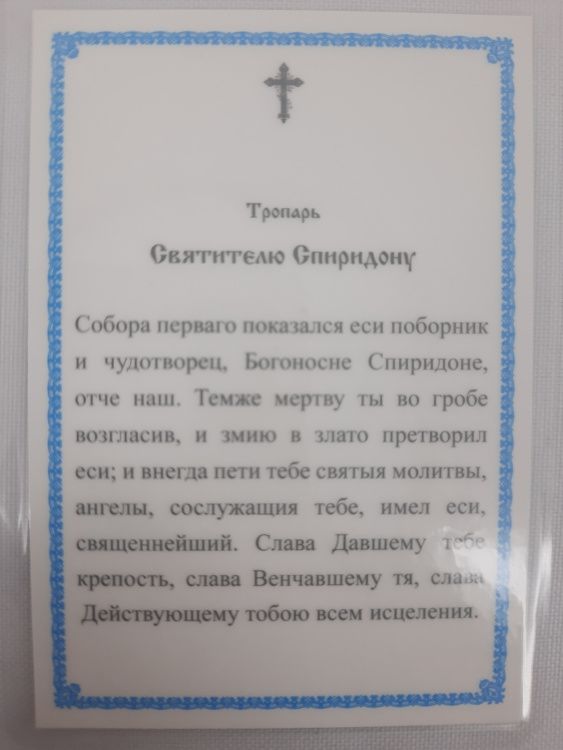 Тропарь
Святителю Спиридону
Собора перваго показался еси поборник
и чудотворец, Богоносне Спиридоне,
отче наш. Темже мертву ты во гробе
возгласив, и змию в злато претворил
еси; и внегда пети тебе святыя молитвы,
ангелы, сослужащия тебе, имел еси,
священнейший. Слава Давшему тебе
крепость, слава Венчавшему тя, слава
Действующему тобою всем исцеления.